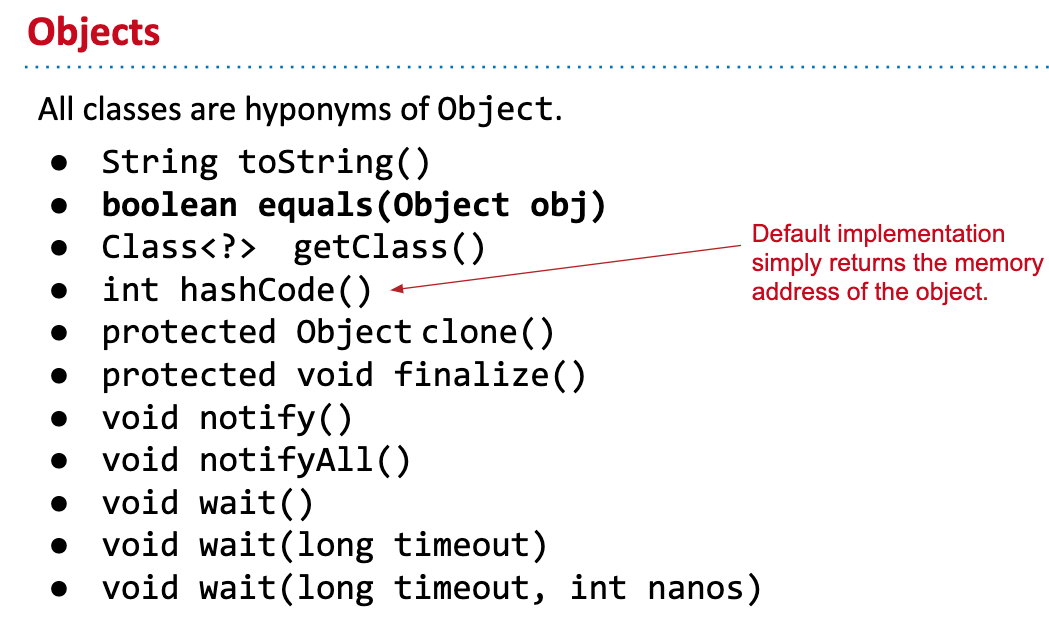 Objects
All classes are hyponyms of Object.
● String toString()
● boolean equals(Object obj)
● Class<?> getClass()
● int hashCode()
● protected Object clone()
● protected void finalize()
● void notify()
● void notifyAll()
● void wait()
● void wait(long timeout)
● void wait(long timeout, int nanos)
Default implementation
simply returns the memory
address of the object.